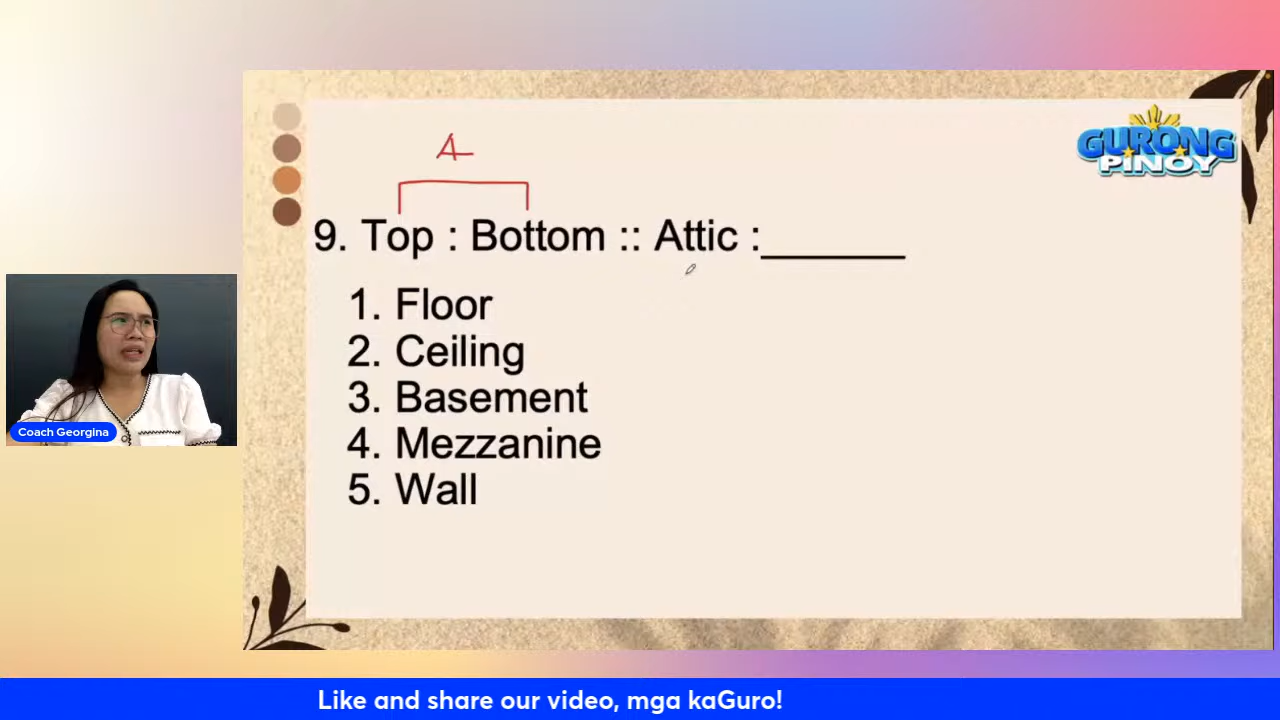 GURONG
PINOY
A
9. Top : Bottom :: Attic :______
1. Floor
2. Ceiling
3. Basement
4. Mezzanine
5. Wall
Coach Georgina
Like and share our video, mga kaGuro!